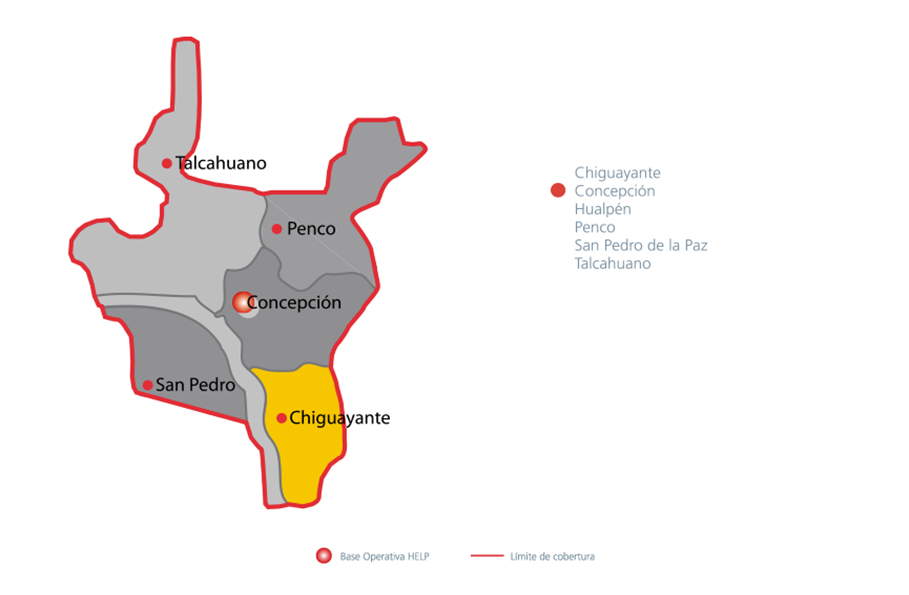 Talcahuano
Penco
Concepción
San Pedro
Chiguayante
Chiguayante
Concepción
Hualpén
Penco
San Pedro de la Paz
Talcahuano
Base Operativa HELP
Límite de cobertura